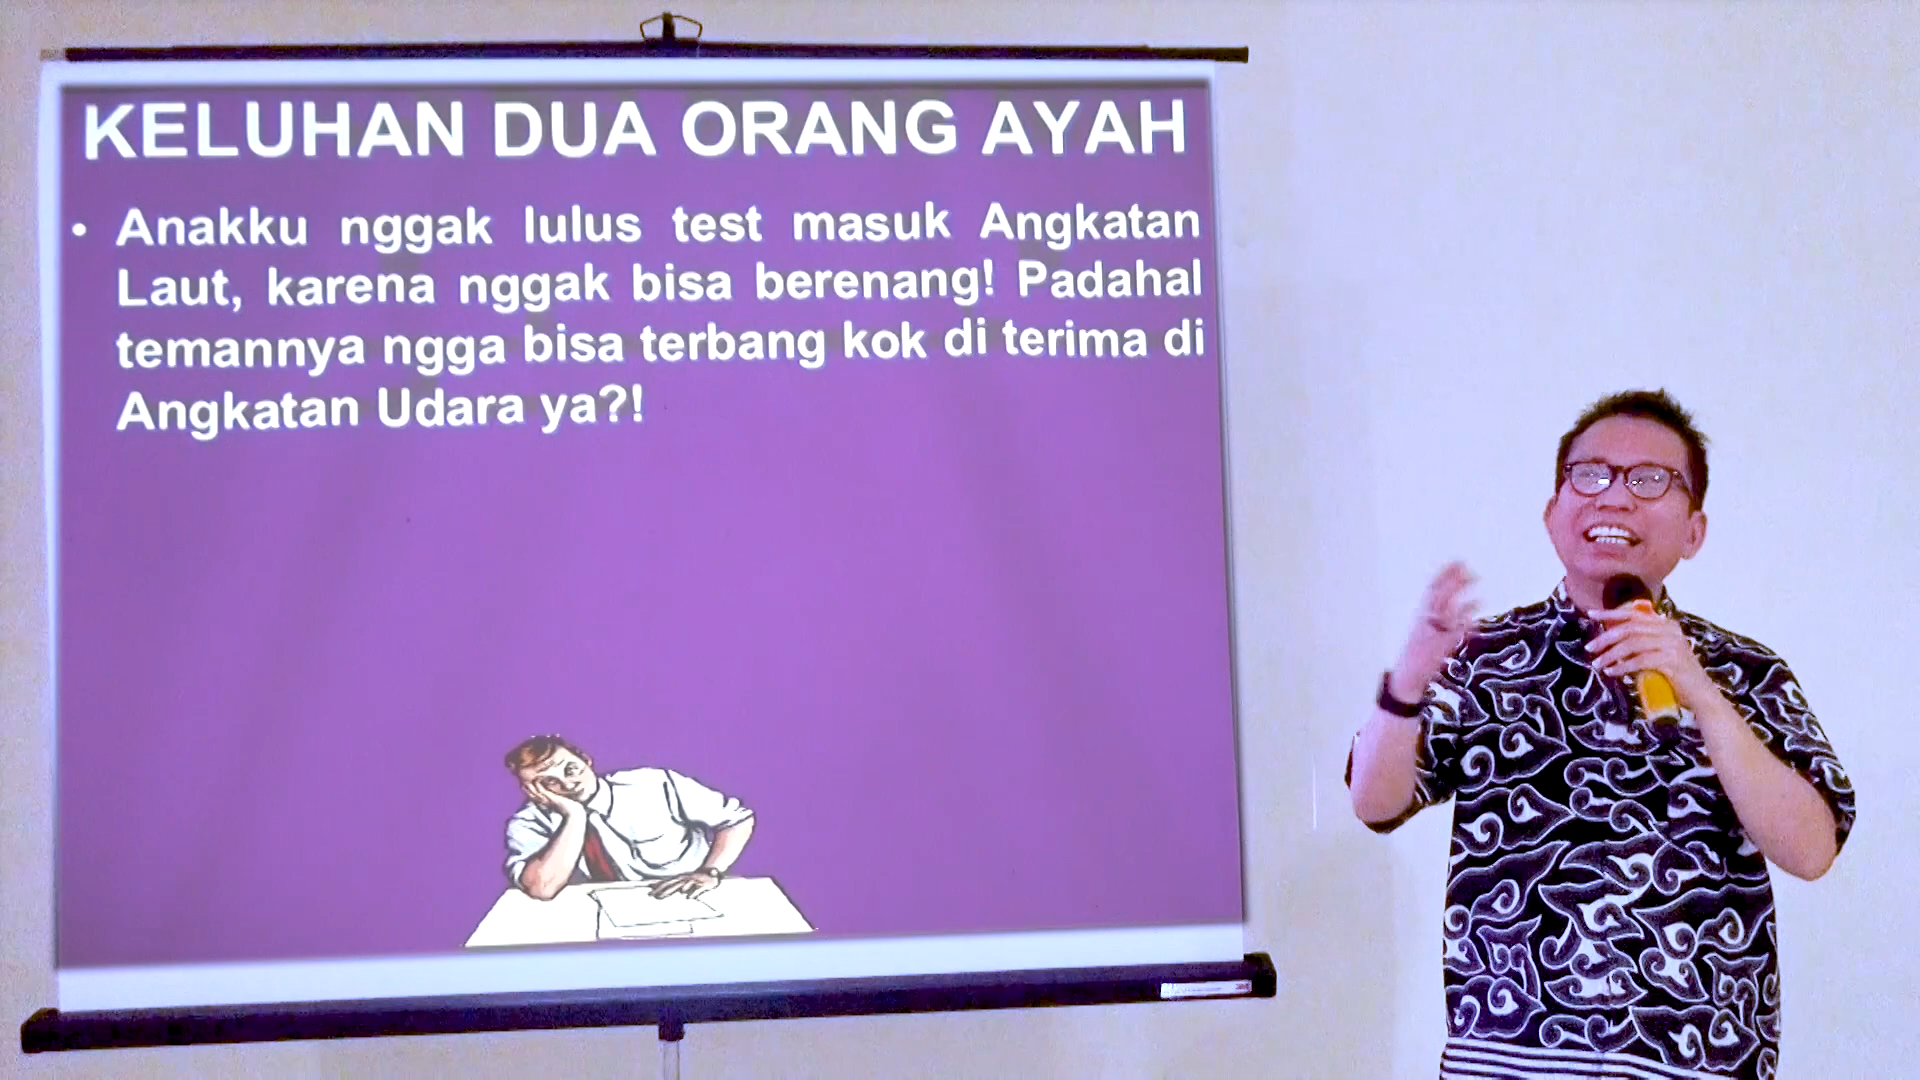 KELUHAN DUA ORANG AYAH
• Anakku nggak lulus test masuk Angkatan
Laut, karena nggak bisa berenang! Padahal
temannya ngga bisa terbang kok di terima di
Angkatan Udara ya?!